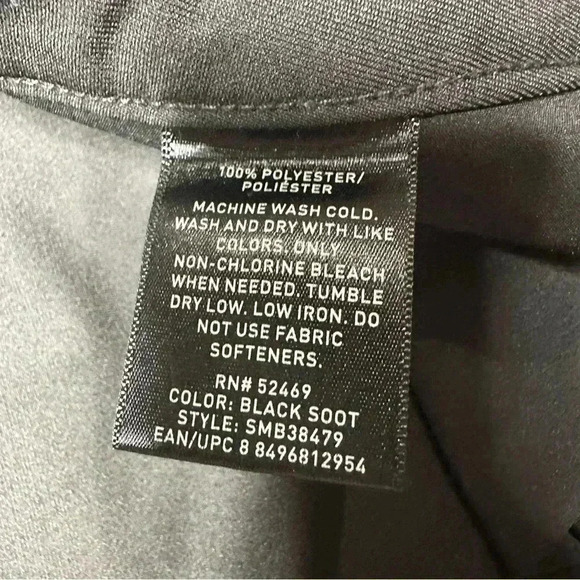 100% POLYESTER/
POLIÉSTER
MACHINE WASH COLD.
WASH AND DRY WITH LIKE
COLORS. ONLY
NON-CHLORINE BLEACH
WHEN NEEDED. TUMBLE
DRY LOW. LOW IRON. DO
NOT USE FABRIC
SOFTENERS.
RN# 52469
COLOR: BLACK SOOT
STYLE: SMB38479
EAN/UPC 8 8496812954